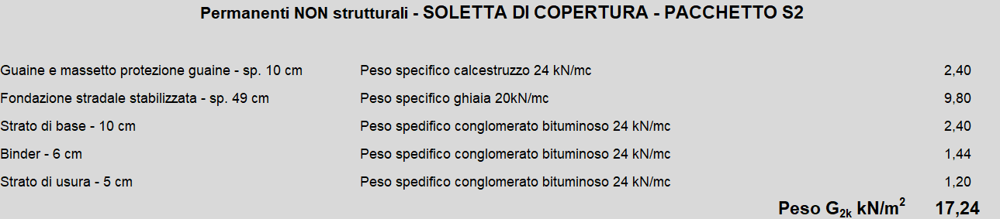 Permanenti NON strutturali - SOLETTA DI COPERTURA - PACCHETTO S2
Guaine e massetto protezione guaine - sp. 10 cm Peso specifico calcestruzzo 24 kN/mc 2,40
Fondazione stradale stabilizzata - sp. 49 cm Peso specifico ghiaia 20kN/mc 9,80
Strato di base - 10 cm Peso spedifico conglomerato bituminoso 24 kN/mc 2,40
Binder - 6 cm Peso spedifico conglomerato bituminoso 24 kN/mc 1,44
Strato di usura - 5 cm Peso spedifico conglomerato bituminoso 24 kN/mc 1,20
Peso G2k kN/m² 17,24